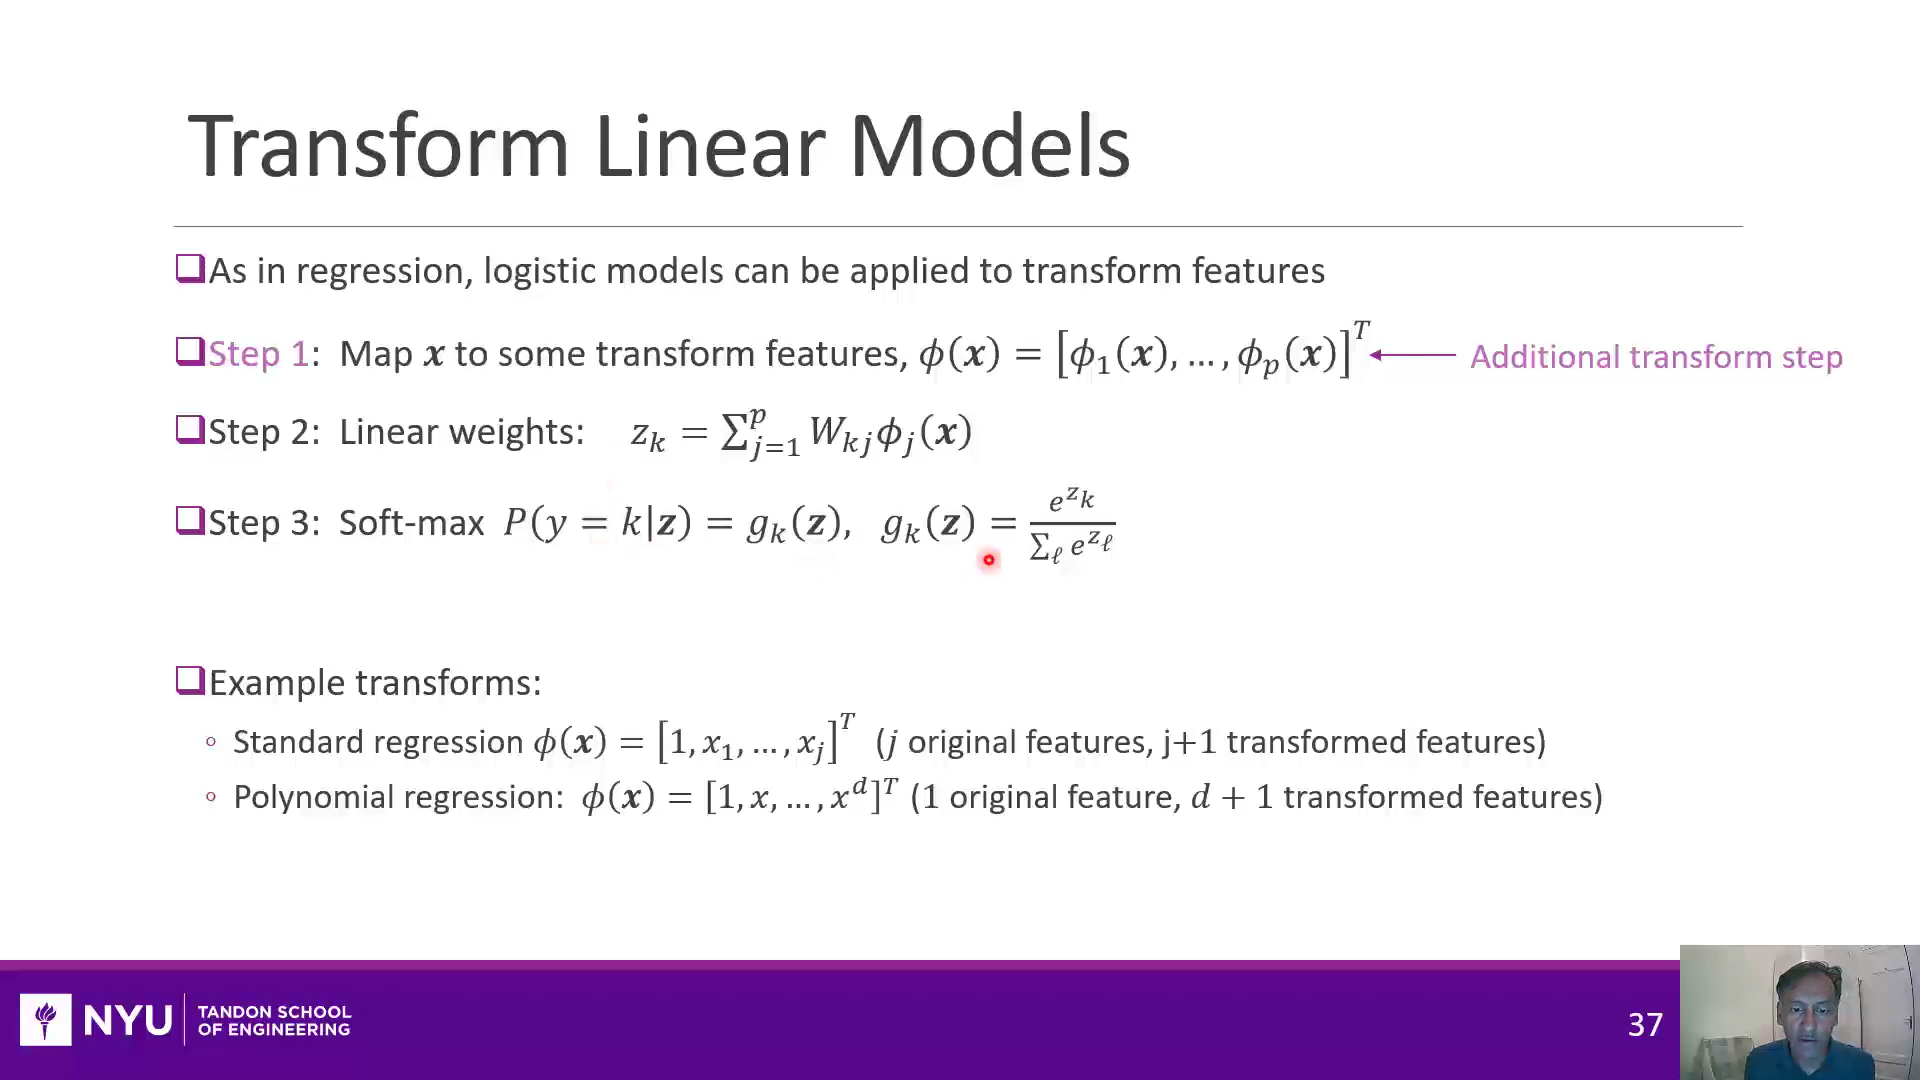 Transform Linear Models
❑As in regression, logistic models can be applied to transform features
❑Step 1: Map 𝒙 to some transform features, 𝜙(𝒙) = [𝜙₁(𝒙), … , 𝜙ₚ(𝒙)]ᵀ
Additional transform step
❑Step 2: Linear weights: z_k = ∑_{j=1}^{p} W_{kj}𝜙_j(𝒙)
❑Step 3: Soft-max P(y = k|𝒛) = g_k(𝒛), g_k(𝒛) = e^{z_k} / ∑_ℓ e^{z_ℓ}
❑Example transforms:
◦ Standard regression 𝜙(𝒙) = [1, x₁, … , x_j]ᵀ (j original features, j+1 transformed features)
◦ Polynomial regression: 𝜙(𝒙) = [1, x, … , x^d]ᵀ (1 original feature, d + 1 transformed features)
NYU
TANDON SCHOOL
OF ENGINEERING
37